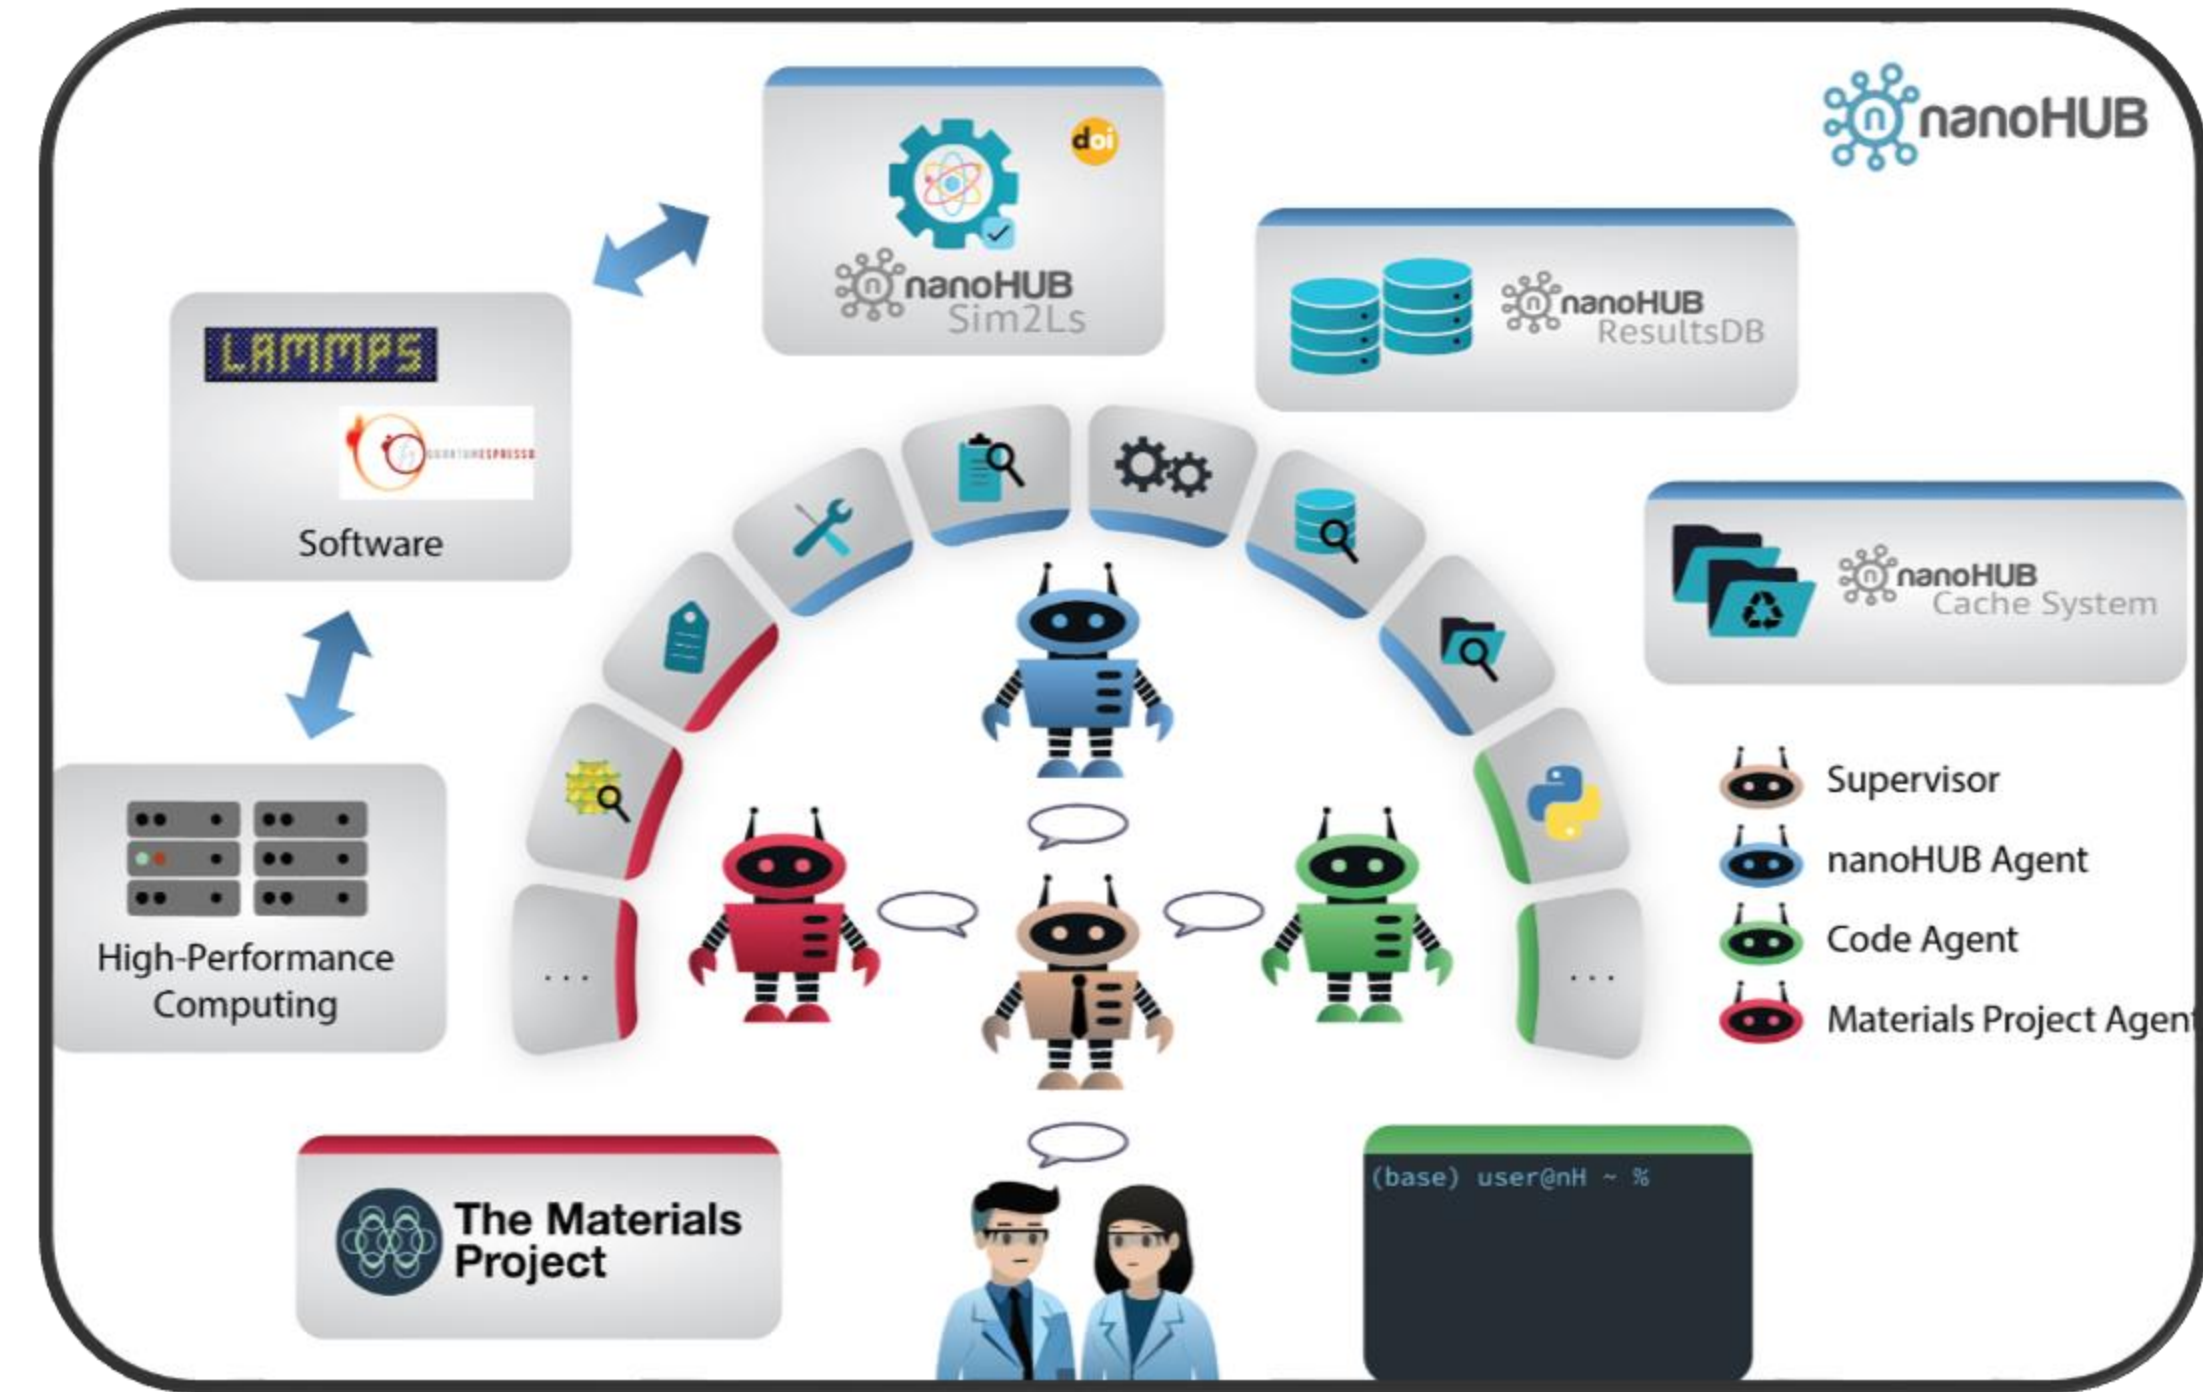 doi
nanoHUB
Sim2Ls
nanoHUB
nanoHUB
ResultsDB
LAMMPS
QUANTUMESPRESSO
Software
nanoHUB
Cache System
High-Performance
Computing
...
...
Supervisor
nanoHUB Agent
Code Agent
Materials Project Agent
The Materials
Project
(base) user@nH ~ %